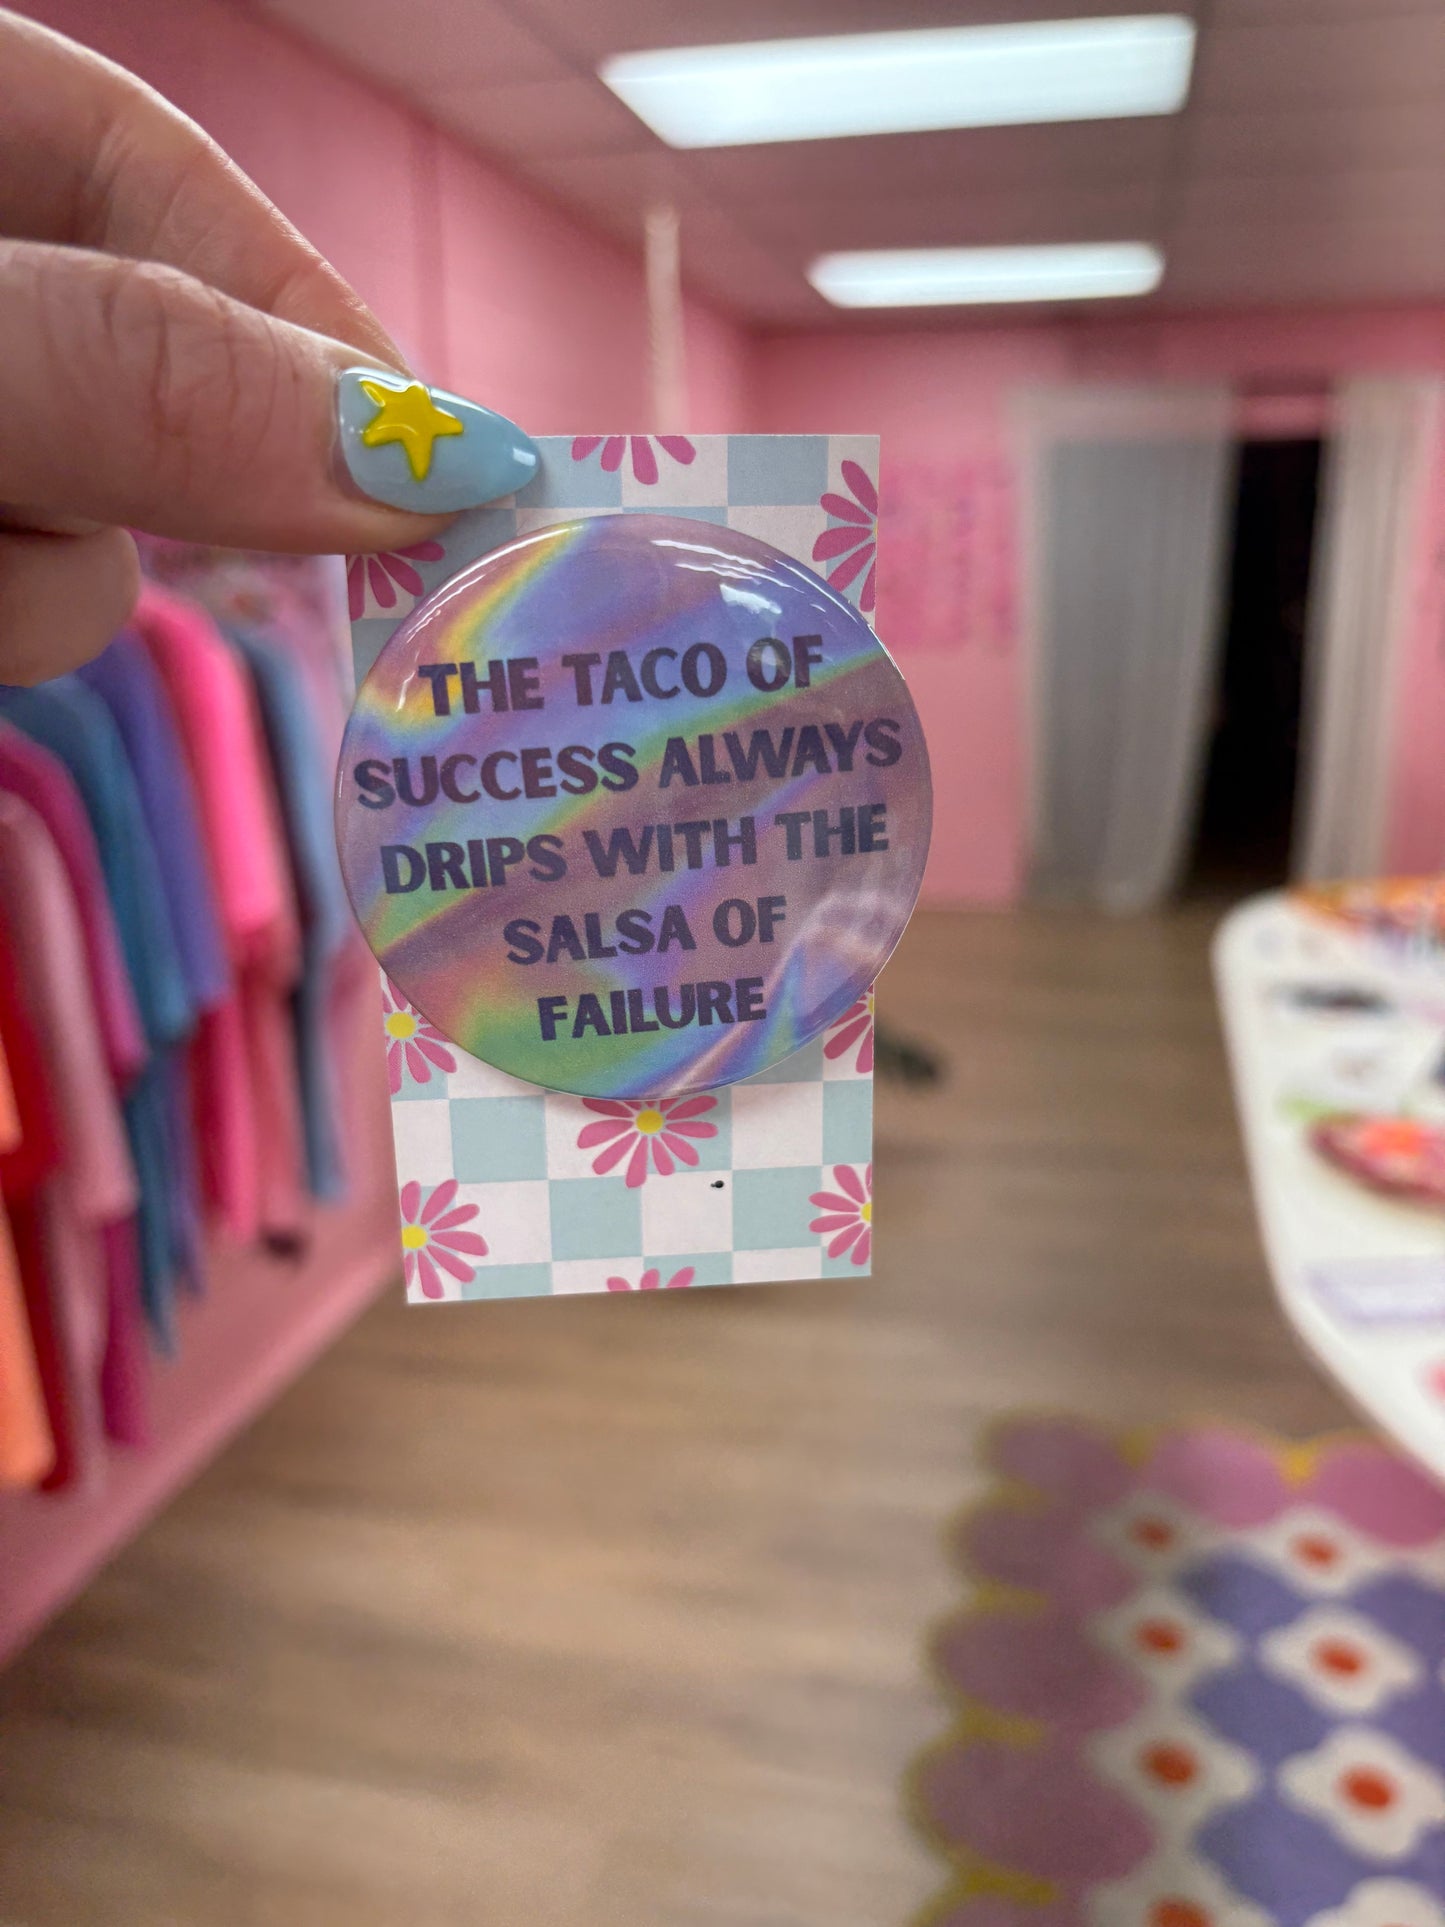 THE TACO OF
SUCCESS ALWAYS
DRIPS WITH THE
SALSA OF
FAILURE